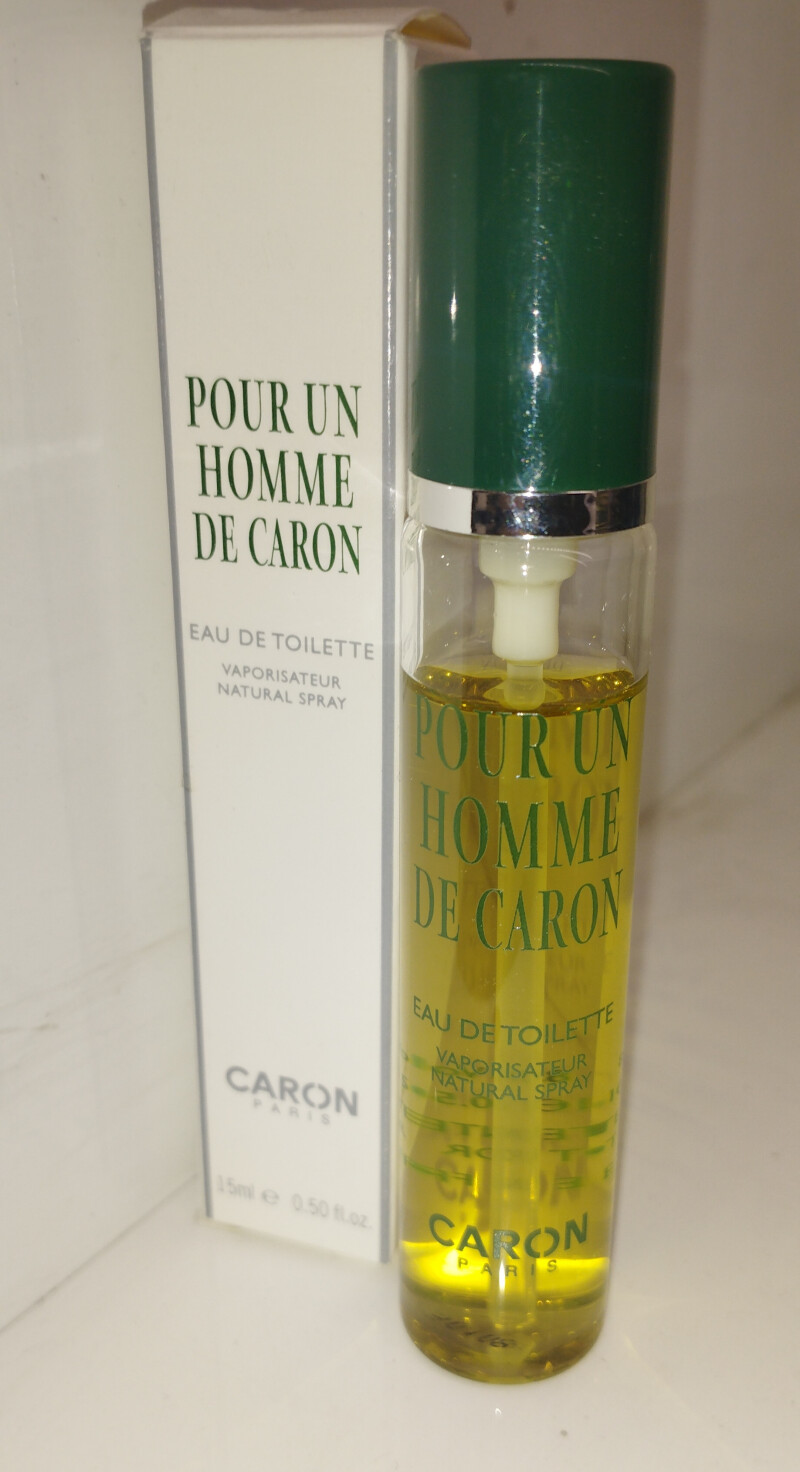 POUR UN
HOMME
DE CARON
EAU DE TOILETTE
VAPORISATEUR
NATURAL SPRAY
CARON
PARIS
15ml e 0.50 fl.oz.
POUR UN
HOMME
DE CARON
EAU DE TOILETTE
VAPORISATEUR
NATURAL SPRAY
CARON
PARIS